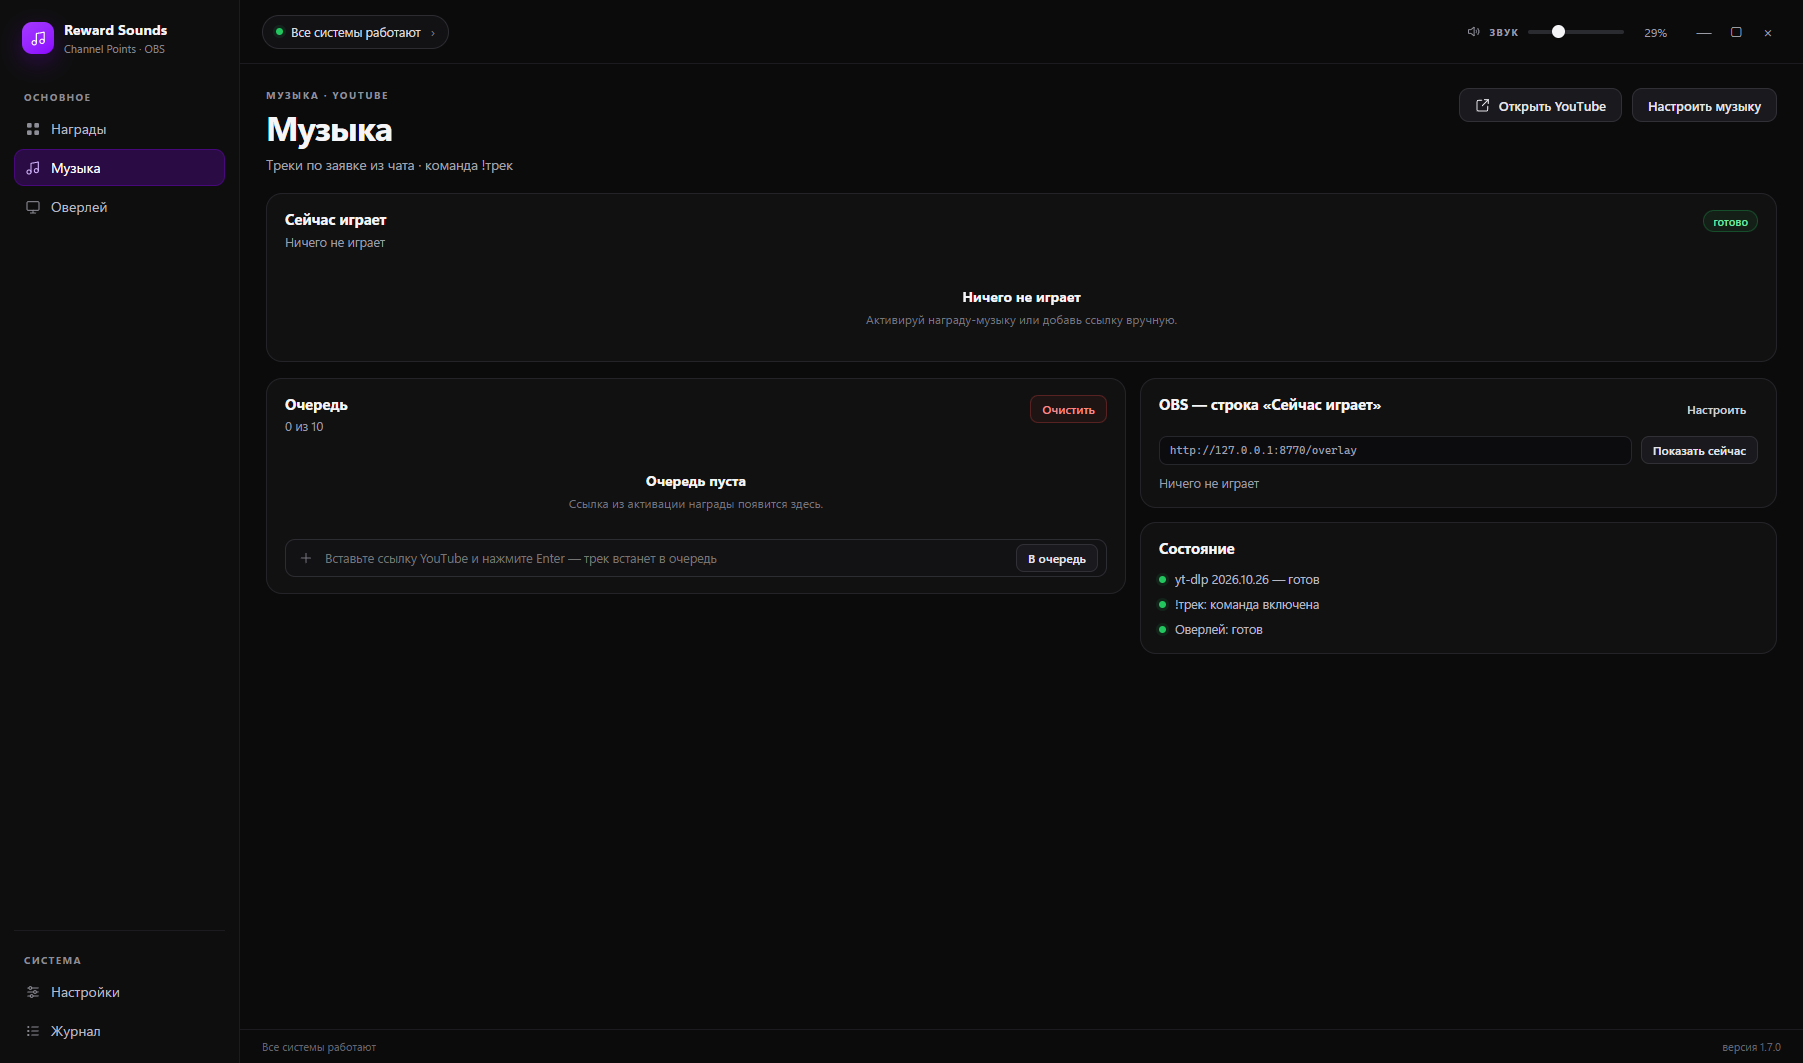 Reward Sounds
Channel Points · OBS
ОСНОВНОЕ
Награды
Музыка
Оверлей
СИСТЕМА
Настройки
Журнал
Все системы работают ›
ЗВУК
29%
МУЗЫКА · YOUTUBE
Музыка
Треки по заявке из чата · команда !трек
Открыть YouTube
Настроить музыку
Сейчас играет
Ничего не играет
готово
Ничего не играет
Активируй награду-музыку или добавь ссылку вручную.
Очередь
0 из 10
Очистить
Очередь пуста
Ссылка из активации награды появится здесь.
Вставьте ссылку YouTube и нажмите Enter — трек встанет в очередь
В очередь
OBS — строка «Сейчас играет»
Настроить
http://127.0.0.1:8770/overlay
Показать сейчас
Ничего не играет
Состояние
yt-dlp 2026.10.26 — готов
!трек: команда включена
Оверлей: готов
Все системы работают
версия 1.7.0